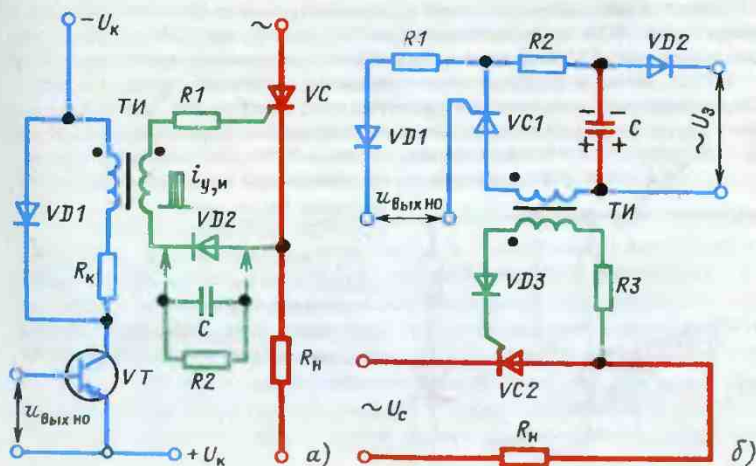 − Uк
~
R1
VC
ТИ
iу,и
VD1
VD2
Rк
C
R2
Rн
VT
uвых но
+ Uк
а)
R1
R2
VD2
VD1
VC1
C
~ Uз
uвых но
ТИ
VD3
R3
VC2
~ Uс
Rн
б)